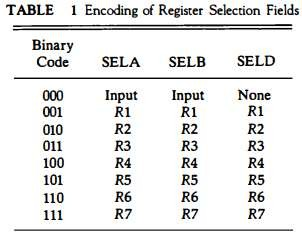 TABLE 1 Encoding of Register Selection Fields
Binary
Code SELA SELB SELD
000 Input Input None
001 R1 R1 R1
010 R2 R2 R2
011 R3 R3 R3
100 R4 R4 R4
101 R5 R5 R5
110 R6 R6 R6
111 R7 R7 R7